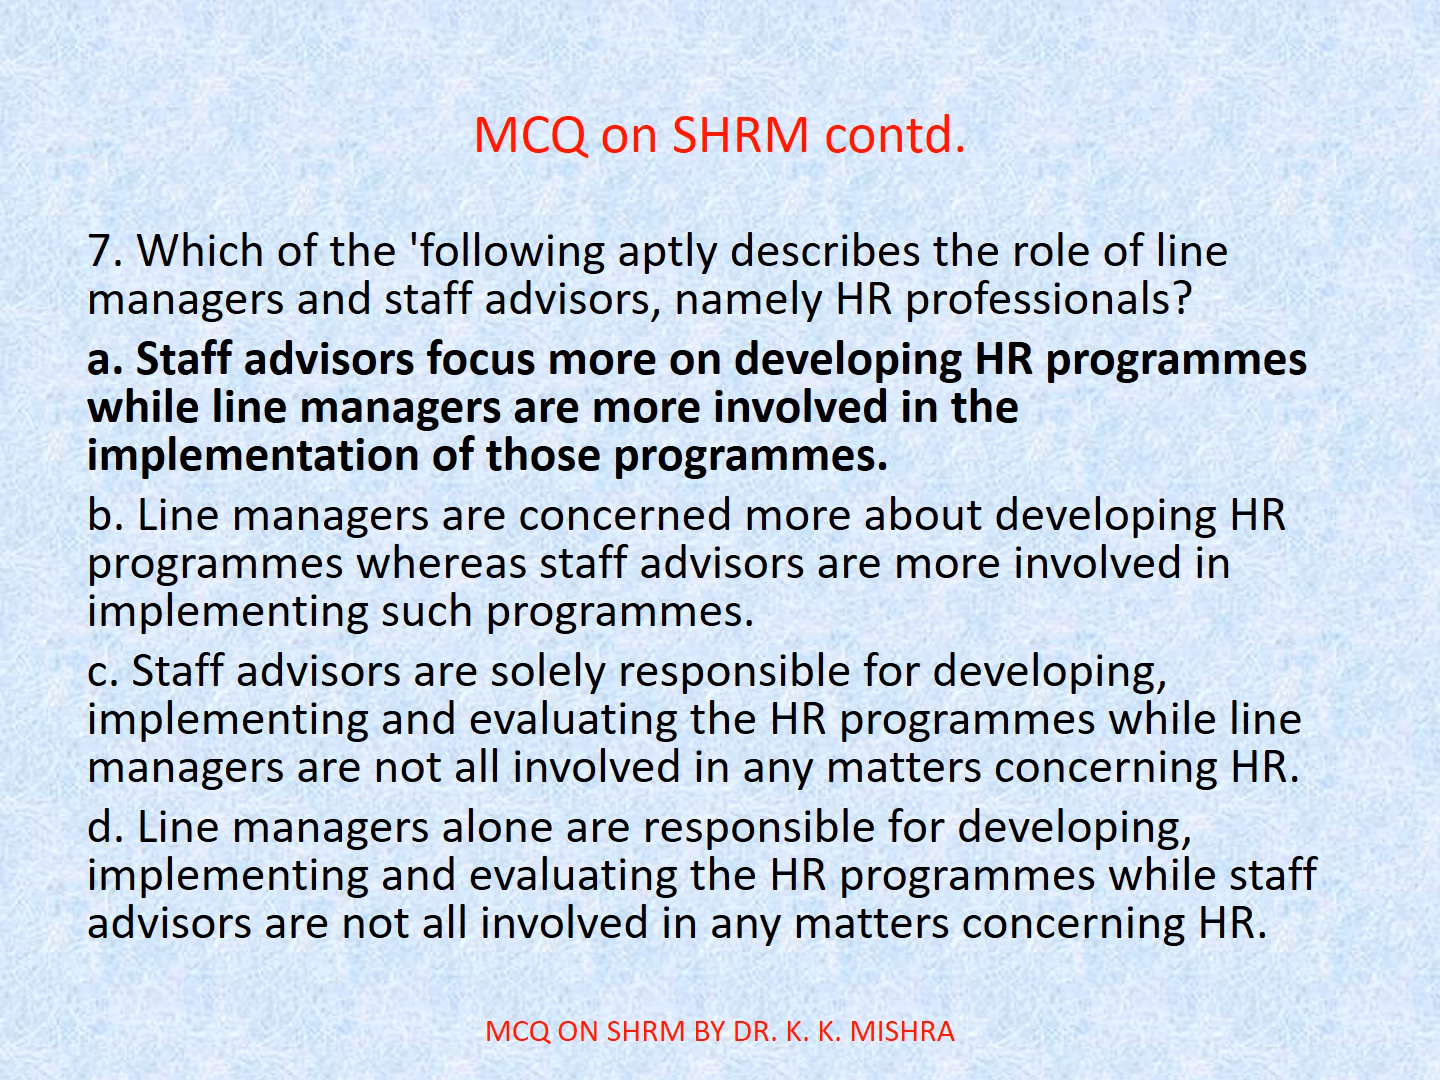 MCQ on SHRM contd.
7. Which of the 'following aptly describes the role of line
managers and staff advisors, namely HR professionals?
a. Staff advisors focus more on developing HR programmes
while line managers are more involved in the
implementation of those programmes.
b. Line managers are concerned more about developing HR
programmes whereas staff advisors are more involved in
implementing such programmes.
c. Staff advisors are solely responsible for developing,
implementing and evaluating the HR programmes while line
managers are not all involved in any matters concerning HR.
d. Line managers alone are responsible for developing,
implementing and evaluating the HR programmes while staff
advisors are not all involved in any matters concerning HR.
MCQ ON SHRM BY DR. K. K. MISHRA